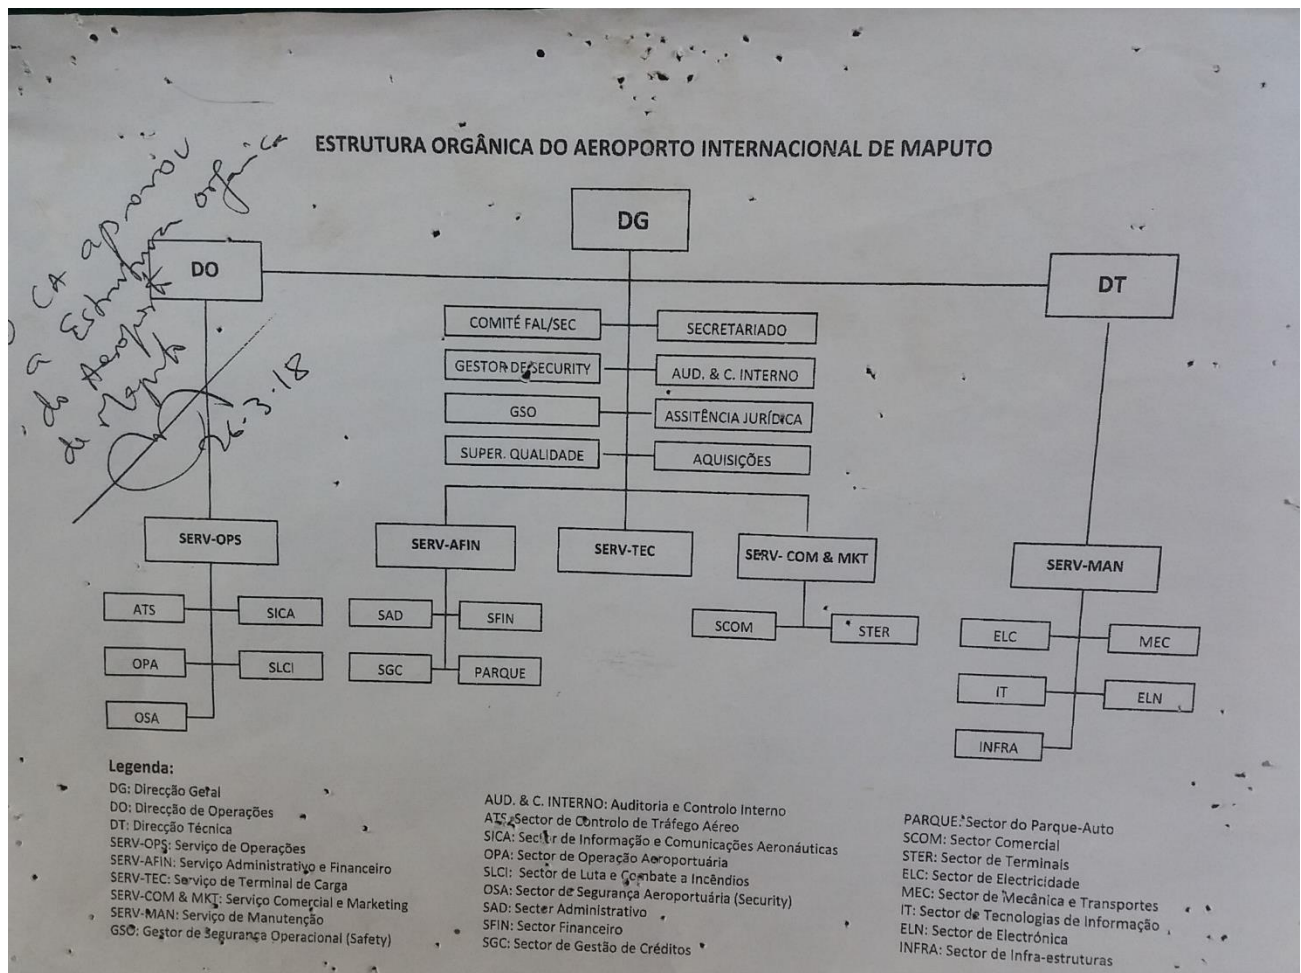 ESTRUTURA ORGÂNICA DO AEROPORTO INTERNACIONAL DE MAPUTO
O CA aprovou
a Estrutura orgânica
do Aeroporto
de Maputo
26-3-18
DG
DO
DT
COMITÉ FAL/SEC
SECRETARIADO
GESTOR DE SECURITY
AUD. & C. INTERNO
GSO
ASSITÊNCIA JURÍDICA
SUPER. QUALIDADE
AQUISIÇÕES
SERV-OPS
SERV-AFIN
SERV-TEC
SERV- COM & MKT
SERV-MAN
ATS
SICA
OPA
SLCI
OSA
SAD
SFIN
SGC
PARQUE
SCOM
STER
ELC
MEC
IT
ELN
INFRA
Legenda:
DG: Direcção Geral
DO: Direcção de Operações
DT: Direcção Técnica
SERV-OPS: Serviço de Operações
SERV-AFIN: Serviço Administrativo e Financeiro
SERV-TEC: Serviço de Terminal de Carga
SERV-COM & MKT: Serviço Comercial e Marketing
SERV-MAN: Serviço de Manutenção
GSO: Gestor de Segurança Operacional (Safety)
AUD. & C. INTERNO: Auditoria e Controlo Interno
ATS: Sector de Controlo de Tráfego Aéreo
SICA: Sector de Informação e Comunicações Aeronáuticas
OPA: Sector de Operação Aeroportuária
SLCI: Sector de Luta e Combate a Incêndios
OSA: Sector de Segurança Aeroportuária (Security)
SAD: Sector Administrativo
SFIN: Sector Financeiro
SGC: Sector de Gestão de Créditos
PARQUE: Sector do Parque-Auto
SCOM: Sector Comercial
STER: Sector de Terminais
ELC: Sector de Electricidade
MEC: Sector de Mecânica e Transportes
IT: Sector de Tecnologias de Informação
ELN: Sector de Electrónica
INFRA: Sector de Infra-estruturas